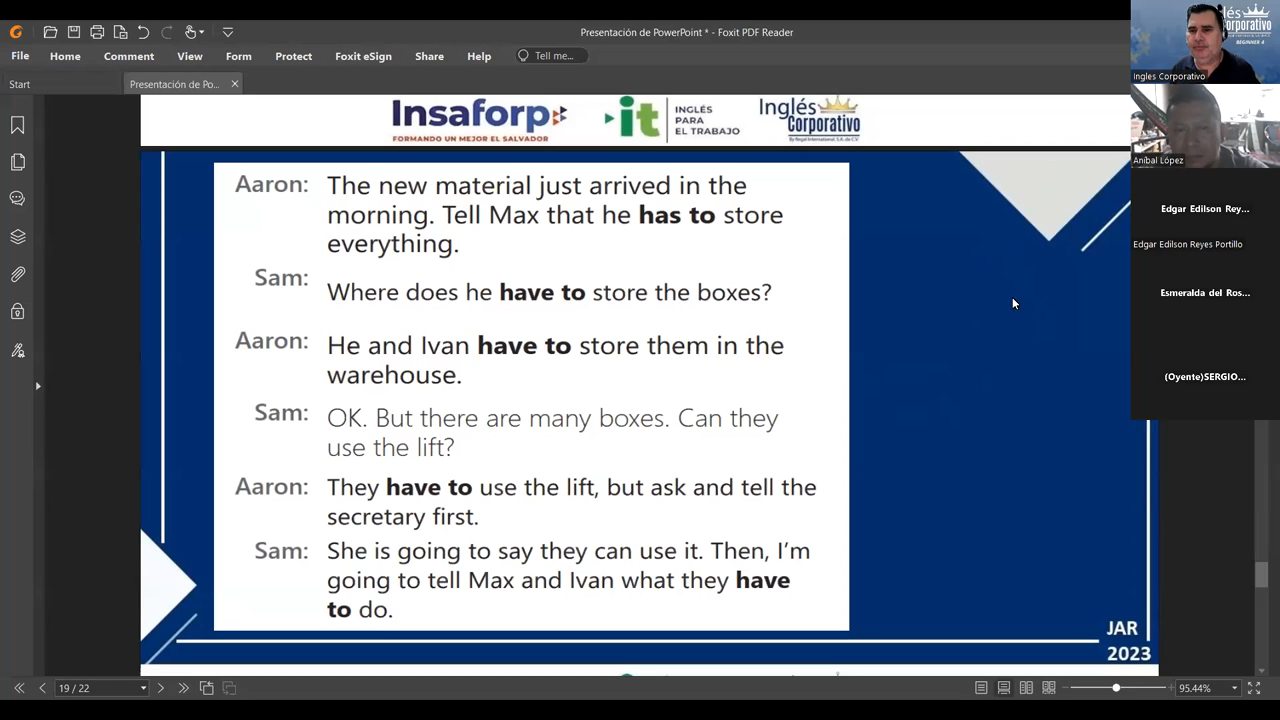 Presentación de PowerPoint * - Foxit PDF Reader
File Home Comment View Form Protect Foxit eSign Share Help Tell me...
Start Presentación de Po...
Insaforp
FORMANDO UN MEJOR EL SALVADOR
it INGLÉS PARA EL TRABAJO
Inglés Corporativo
Aaron: The new material just arrived in the
morning. Tell Max that he has to store
everything.
Sam: Where does he have to store the boxes?
Aaron: He and Ivan have to store them in the
warehouse.
Sam: OK. But there are many boxes. Can they
use the lift?
Aaron: They have to use the lift, but ask and tell the
secretary first.
Sam: She is going to say they can use it. Then, I'm
going to tell Max and Ivan what they have
to do.
JAR
2023
19 / 22
95.44%
BEGINNER 4
Ingles Corporativo
Aníbal López
Edgar Edilson Rey...
Edgar Edilson Reyes Portillo
Esmeralda del Ros...
(Oyente)SERGIO...